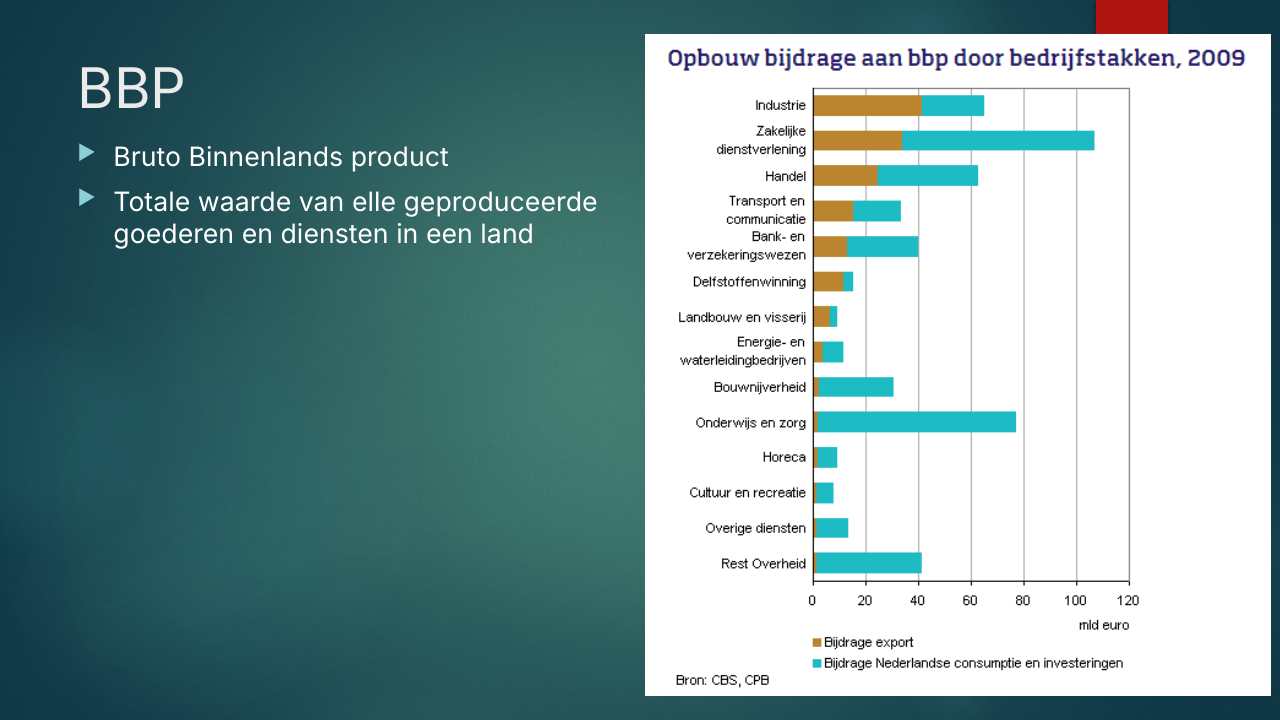 BBP
Bruto Binnenlands product
Totale waarde van elle geproduceerde
goederen en diensten in een land
Opbouw bijdrage aan bbp door bedrijfstakken, 2009
Industrie
Zakelijke
dienstverlening
Handel
Transport en
communicatie
Bank- en
verzekeringswezen
Delfstoffenwinning
Landbouw en visserij
Energie- en
waterleidingbedrijven
Bouwnijverheid
Onderwijs en zorg
Horeca
Cultuur en recreatie
Overige diensten
Rest Overheid
0 20 40 60 80 100 120
mld euro
Bijdrage export
Bijdrage Nederlandse consumptie en investeringen
Bron: CBS, CPB